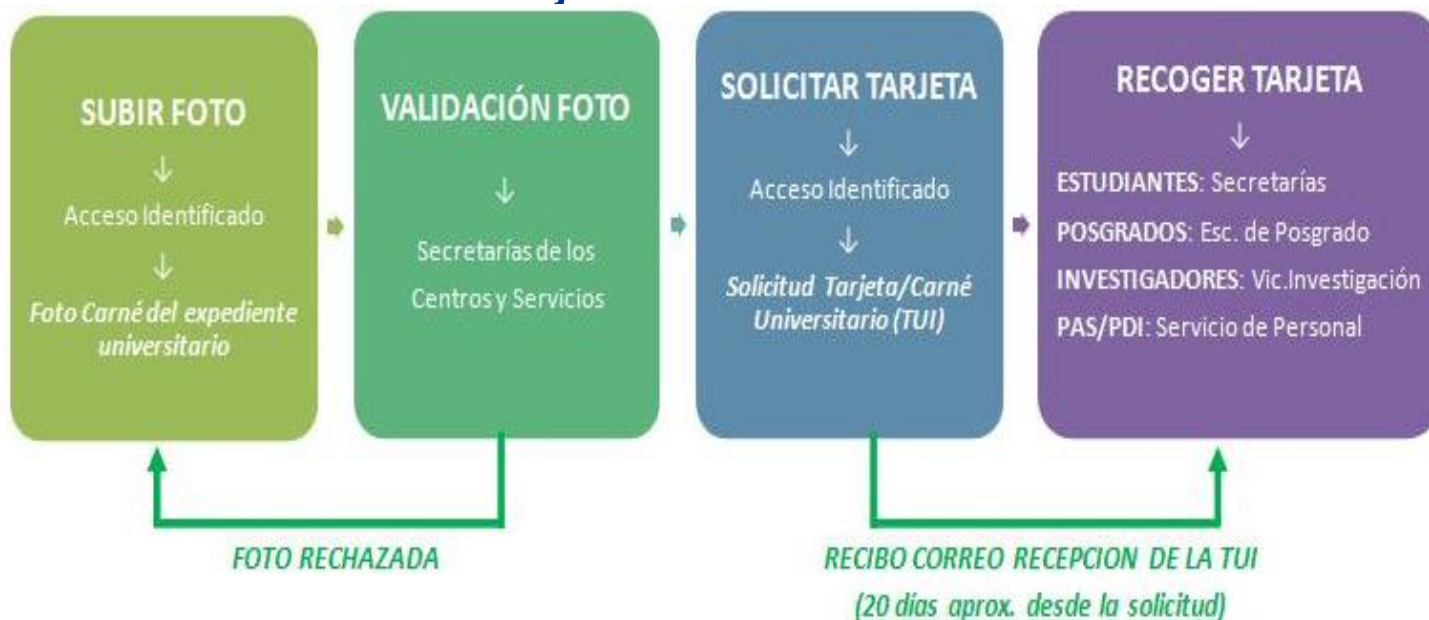 SUBIR FOTO
↓
Acceso Identificado
↓
Foto Carné del expediente
universitario
VALIDACIÓN FOTO
↓
Secretarías de los
Centros y Servicios
SOLICITAR TARJETA
↓
Acceso Identificado
↓
Solicitud Tarjeta/Carné
Universitario (TUI)
RECOGER TARJETA
↓
ESTUDIANTES: Secretarías
POSGRADOS: Esc. de Posgrado
INVESTIGADORES: Vic.Investigación
PAS/PDI: Servicio de Personal
FOTO RECHAZADA
RECIBO CORREO RECEPCION DE LA TUI
(20 días aprox. desde la solicitud)